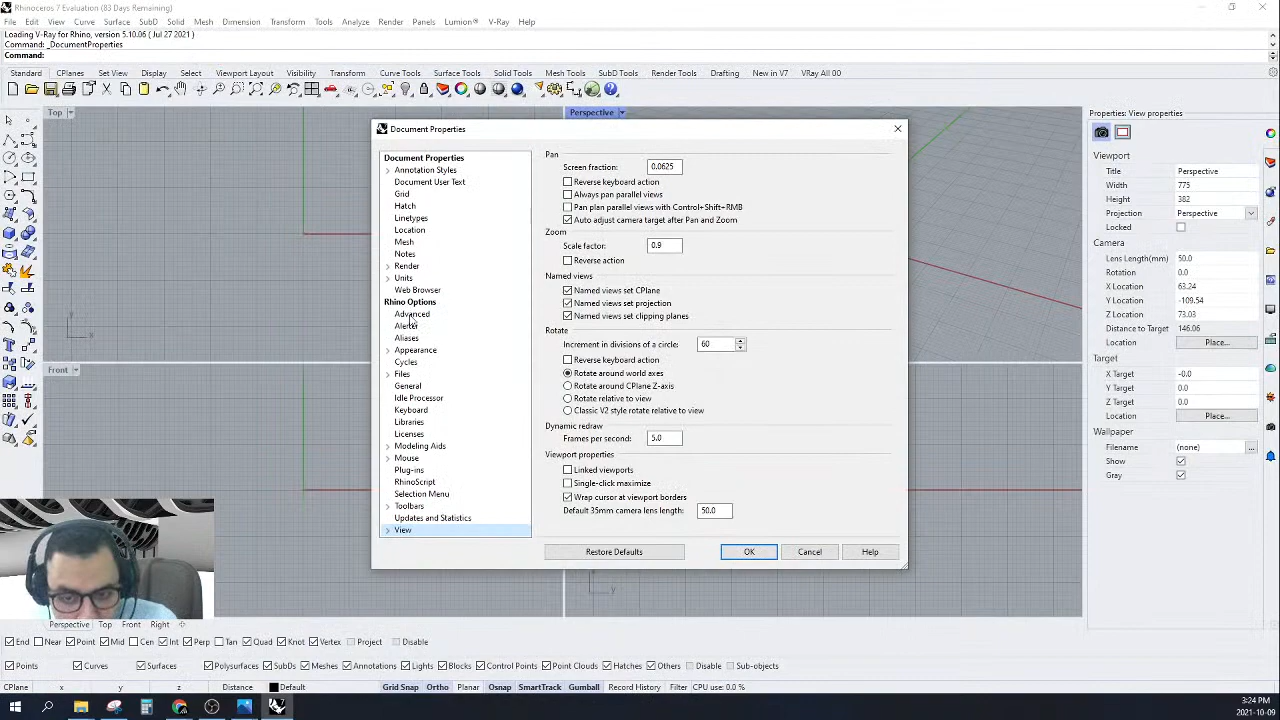 Rhinoceros 7 Evaluation (83 Days Remaining)
File Edit View Curve Surface SubD Solid Mesh Dimension Transform Tools Analyze Render Panels Lumion® V-Ray Help
Loading V-Ray for Rhino, version 5.10.06 ( Jul 27 2021 )
Command: _DocumentProperties
Command:
Standard CPlanes Set View Display Select Viewport Layout Visibility Transform Curve Tools Surface Tools Solid Tools Mesh Tools SubD Tools Render Tools Drafting New in V7 VRay All 00
Top
Perspective
Front
Document Properties
Document Properties
Annotation Styles
Document User Text
Grid
Hatch
Linetypes
Location
Mesh
Notes
Render
Units
Web Browser
Rhino Options
Advanced
Alerter
Aliases
Appearance
Cycles
Files
General
Idle Processor
Keyboard
Libraries
Licenses
Modeling Aids
Mouse
Plug-ins
RhinoScript
Selection Menu
Toolbars
Updates and Statistics
View
Pan
Screen fraction: 0.0625
Reverse keyboard action
Always pan parallel views
Pan plan parallel views with Control+Shift+RMB
Auto adjust camera target after Pan and Zoom
Zoom
Scale factor: 0.9
Reverse action
Named views
Named views set CPlane
Named views set projection
Named views set clipping planes
Rotate
Increment in divisions of a circle: 60
Reverse keyboard action
Rotate around world axes
Rotate around CPlane Z-axis
Rotate relative to view
Classic V2 style rotate relative to view
Dynamic redraw
Frames per second: 5.0
Viewport properties
Linked viewports
Single-click maximize
Wrap cursor at viewport borders
Default 35mm camera lens length: 50.0
Restore Defaults OK Cancel Help
Properties: View properties
Viewport
Title Perspective
Width 775
Height 382
Projection Perspective
Locked
Camera
Lens Length(mm) 50.0
Rotation 0.0
X Location 63.24
Y Location -109.54
Z Location 73.03
Distance to Target 146.06
Location Place...
Target
X Target -0.0
Y Target 0.0
Z Target 0.0
Location Place...
Wallpaper
Filename (none) ...
Show
Gray
Perspective Top Front Right
End Near Point Mid Cen Int Perp Tan Quad Knot Vertex Project Disable
Points Curves Surfaces Polysurfaces SubDs Meshes Annotations Lights Blocks Control Points Point Clouds Hatches Others Disable Sub-objects
CPlane x y z Distance Default Grid Snap Ortho Planar Osnap SmartTrack Gumball Record History Filter CPU use: 0.0 %
3:24 PM
2021-10-09